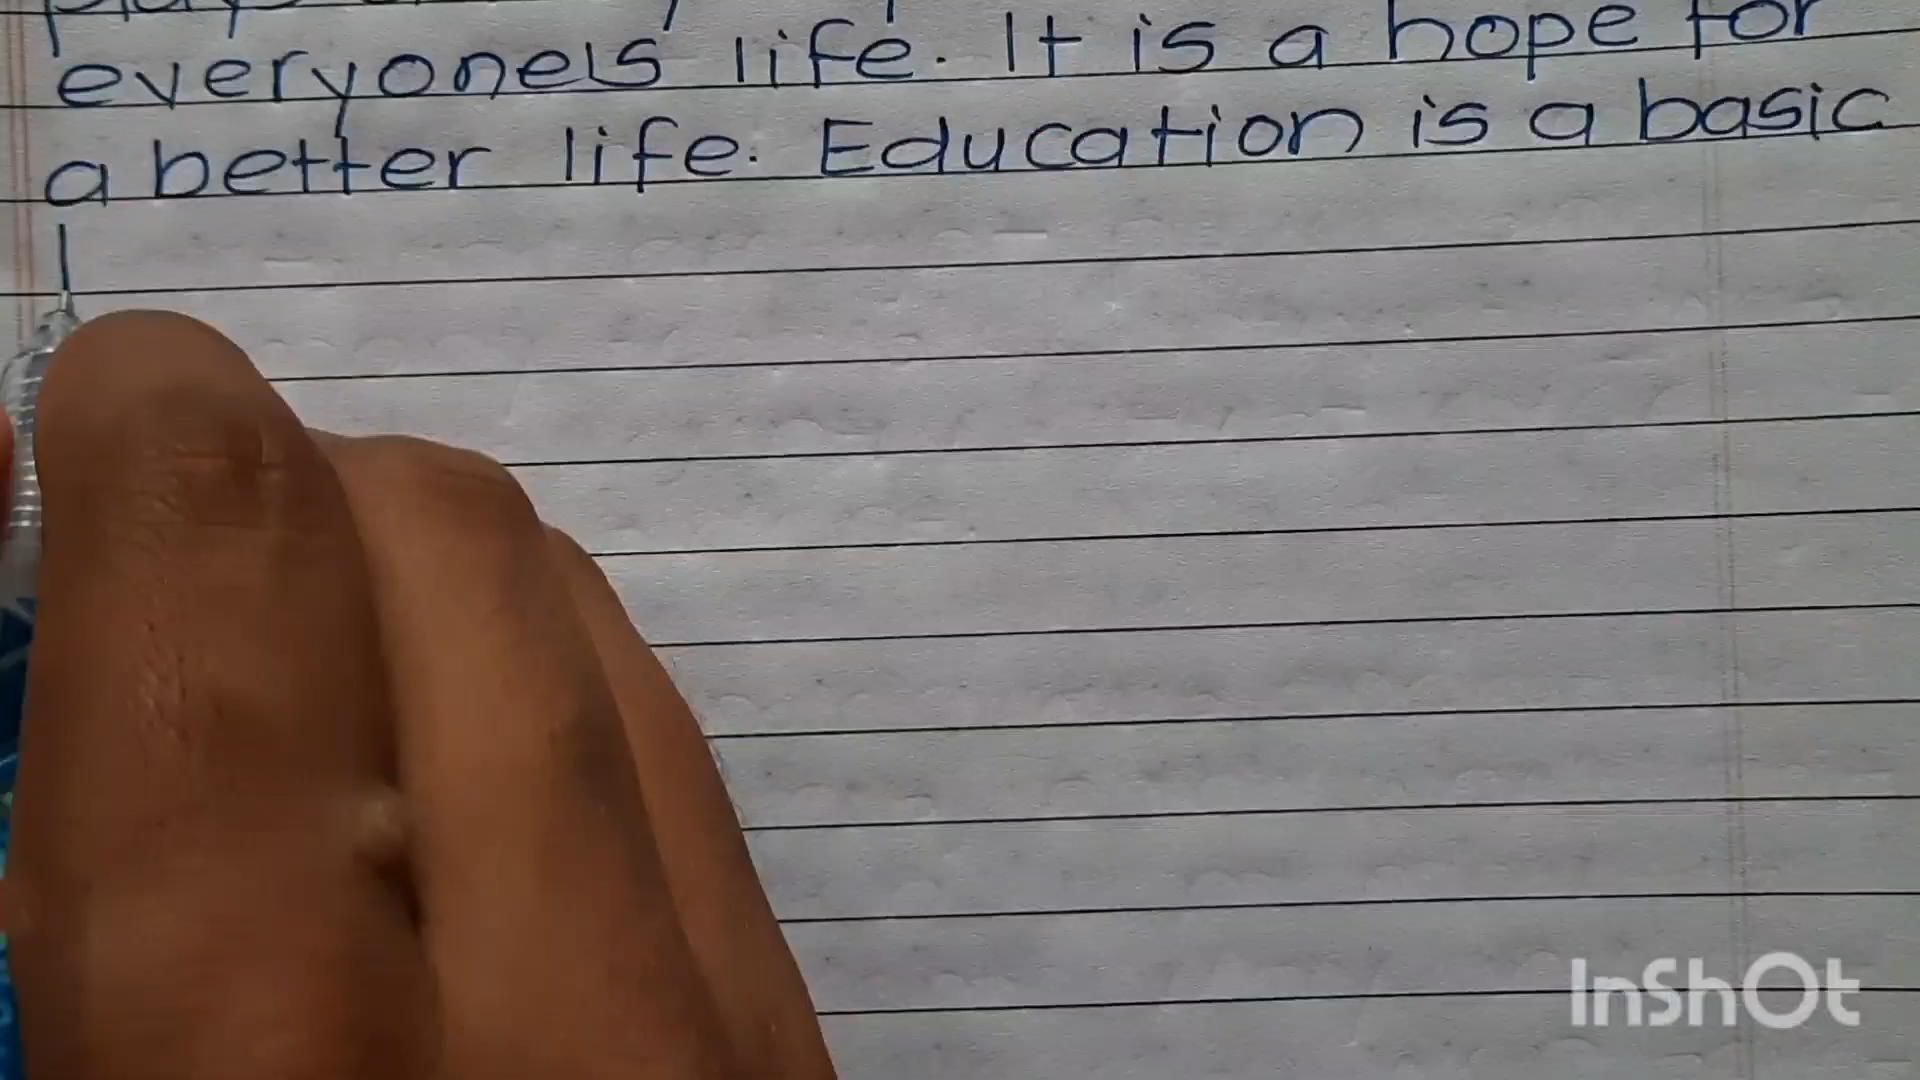 everyone's life. It is a hope for
a better life. Education is a basic
InShOt